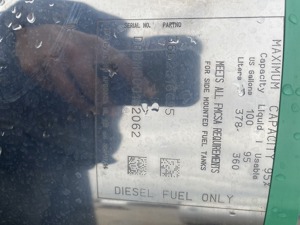 MAXIMUM CAPACITY 95%
Capacity Liquid Usable
US Gallons 100 95
Liters 378 360
MEETS ALL FMCSA REQUIREMENTS
FOR SIDE MOUNTED FUEL TANKS
SERIAL NO. PARTNO
2062
DIESEL FUEL ONLY